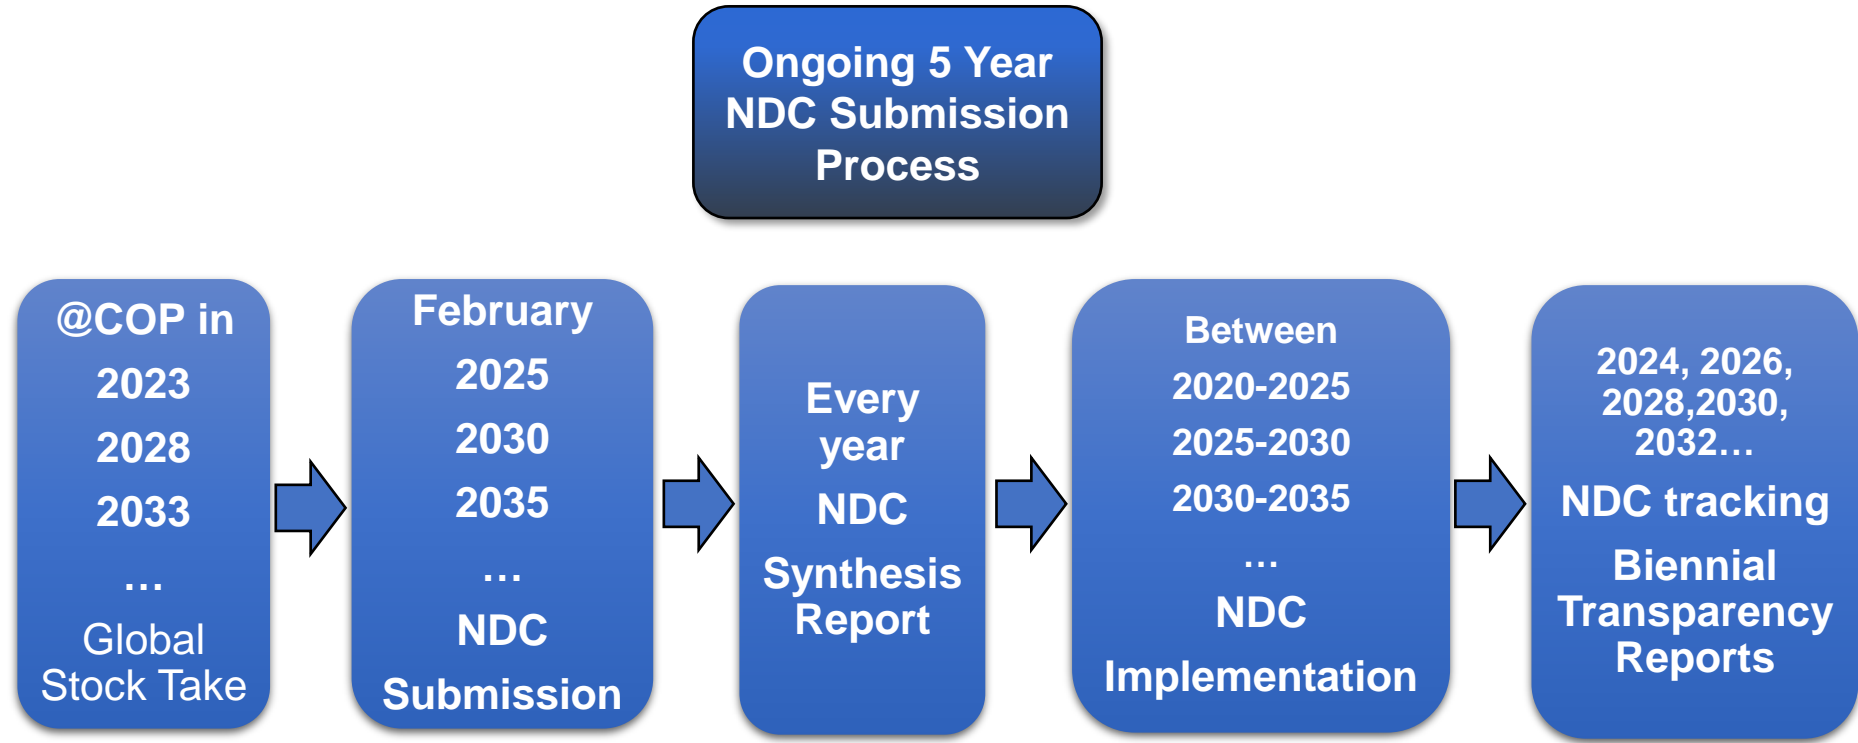 Ongoing 5 Year
NDC Submission
Process
@COP in
2023
2028
2033
…
Global
Stock Take
February
2025
2030
2035
…
NDC
Submission
Every
year
NDC
Synthesis
Report
Between
2020-2025
2025-2030
2030-2035
…
NDC
Implementation
2024, 2026,
2028,2030,
2032…
NDC tracking
Biennial
Transparency
Reports